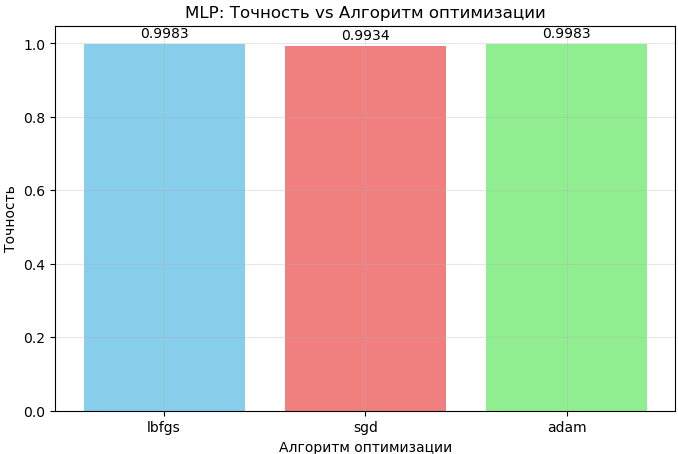 MLP: Точность vs Алгоритм оптимизации
0.9983
0.9934
0.9983
1.0
0.8
0.6
0.4
0.2
0.0
Точность
lbfgs
sgd
adam
Алгоритм оптимизации